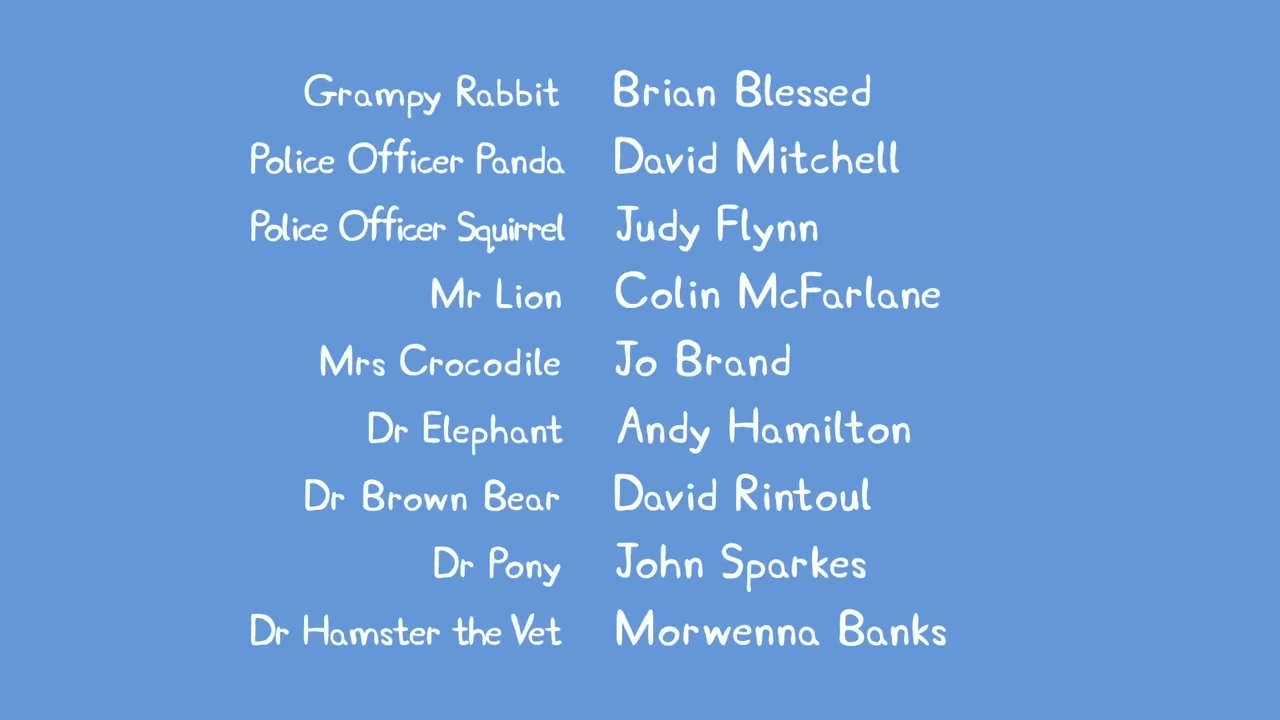 Grampy Rabbit Brian Blessed
Police Officer Panda David Mitchell
Police Officer Squirrel Judy Flynn
Mr Lion Colin McFarlane
Mrs Crocodile Jo Brand
Dr Elephant Andy Hamilton
Dr Brown Bear David Rintoul
Dr Pony John Sparkes
Dr Hamster the Vet Morwenna Banks